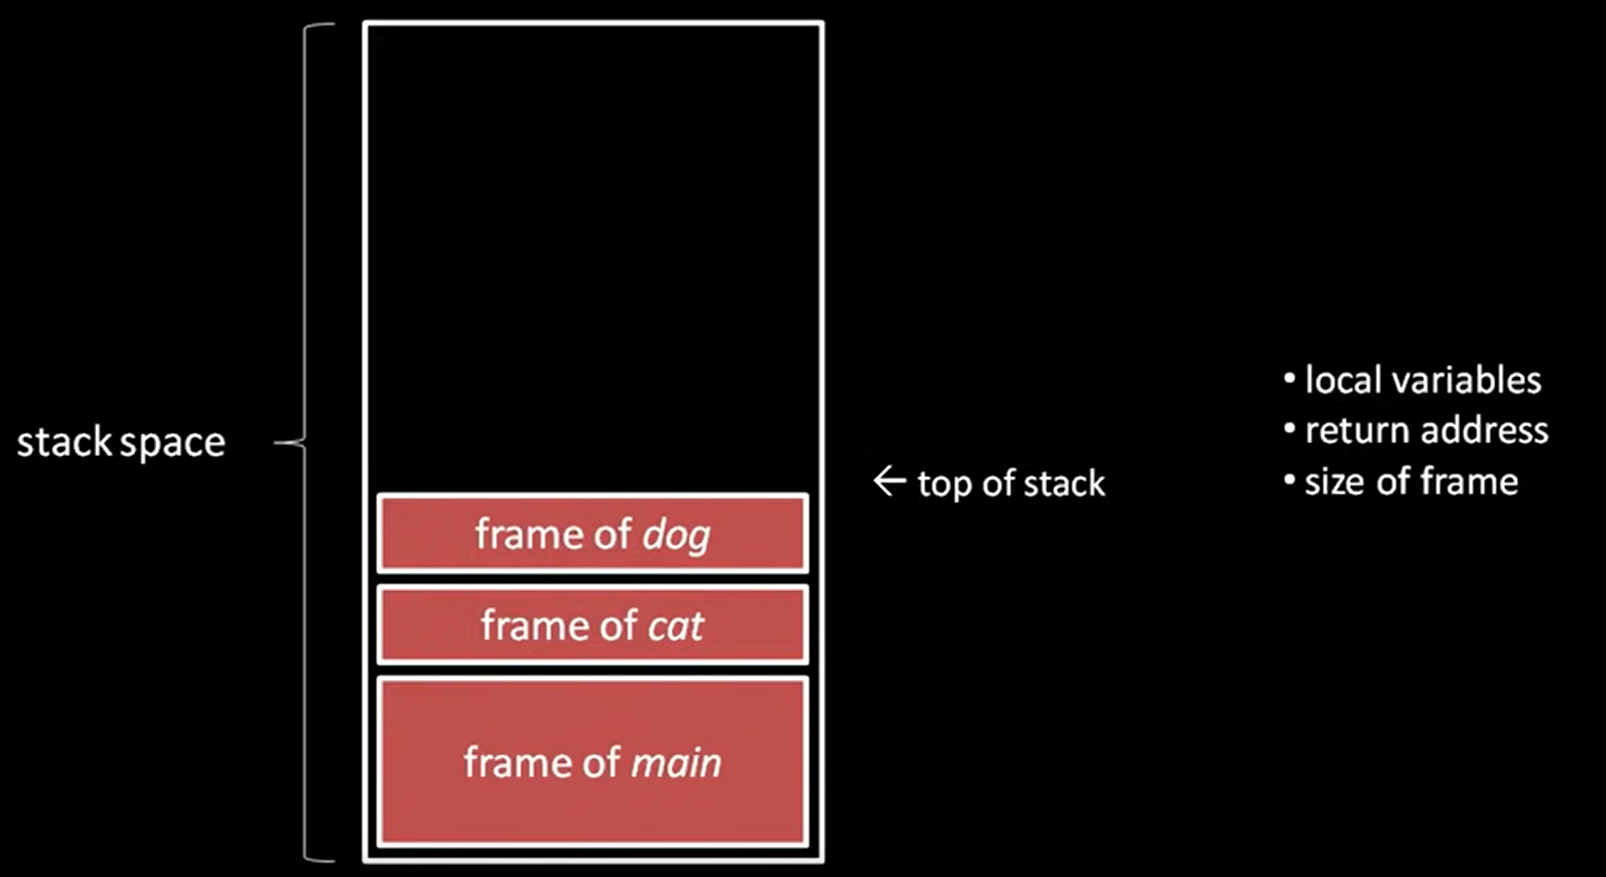 stack space
← top of stack
• local variables
• return address
• size of frame
frame of dog
frame of cat
frame of main